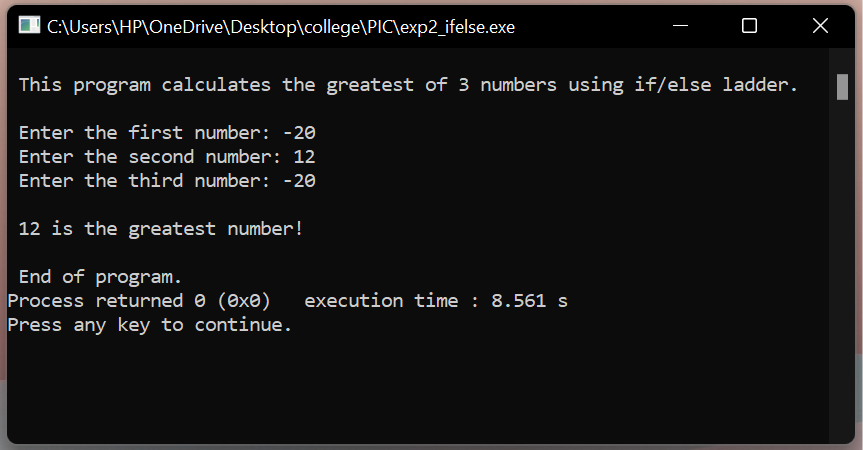 C:\Users\HP\OneDrive\Desktop\college\PIC\exp2_ifelse.exe
This program calculates the greatest of 3 numbers using if/else ladder.
Enter the first number: -20
Enter the second number: 12
Enter the third number: -20
12 is the greatest number!
End of program.
Process returned 0 (0x0)   execution time : 8.561 s
Press any key to continue.